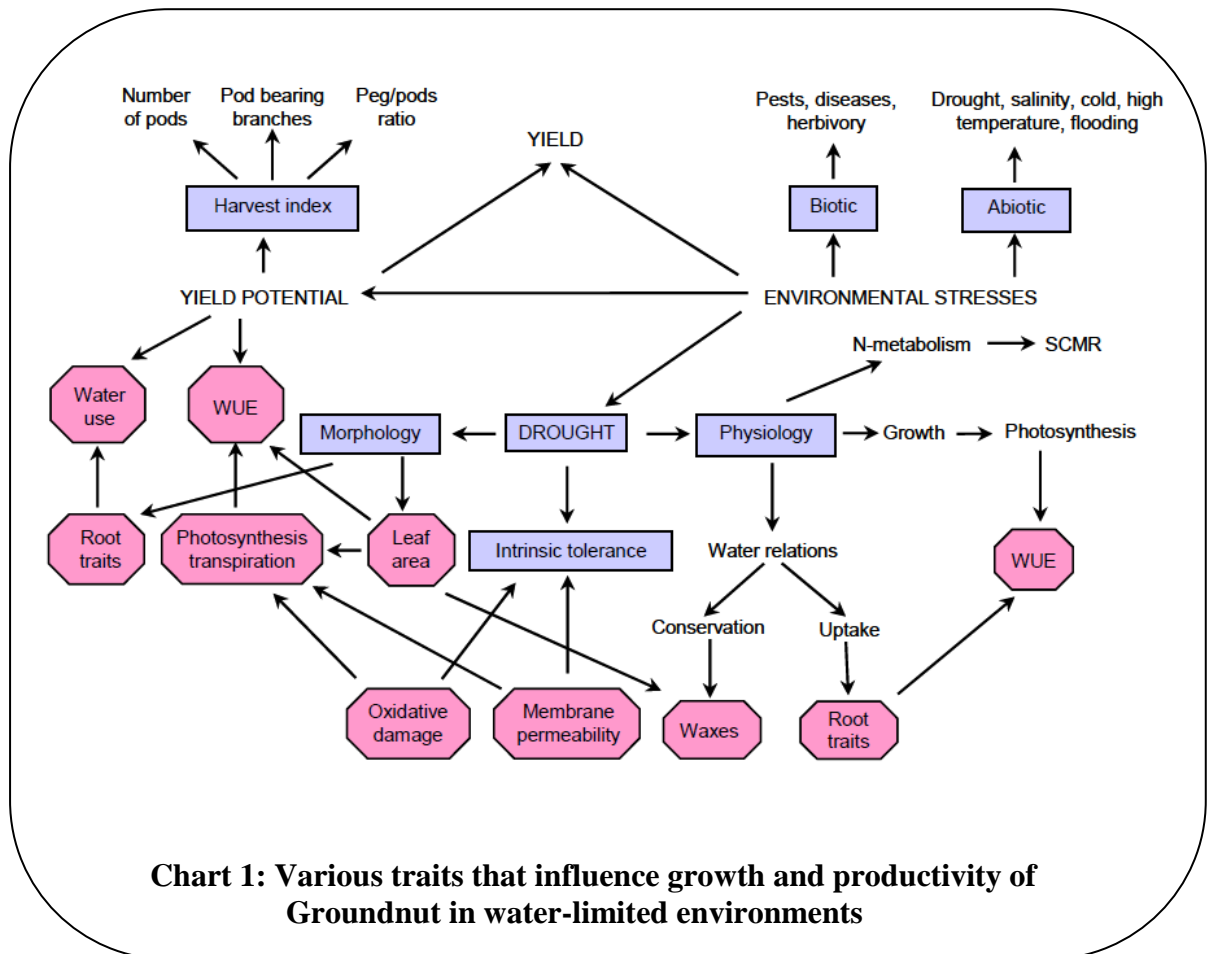 Number
of pods
Pod bearing
branches
Peg/pods
ratio
Pests, diseases,
herbivory
Drought, salinity, cold, high
temperature, flooding
YIELD
Harvest index
Biotic
Abiotic
YIELD POTENTIAL
ENVIRONMENTAL STRESSES
N-metabolism
SCMR
Water
use
WUE
Morphology
DROUGHT
Physiology
Growth
Photosynthesis
Root
traits
Photosynthesis
transpiration
Leaf
area
Intrinsic tolerance
Water relations
WUE
Conservation
Uptake
Oxidative
damage
Membrane
permeability
Waxes
Root
traits
Chart 1: Various traits that influence growth and productivity of
Groundnut in water-limited environments